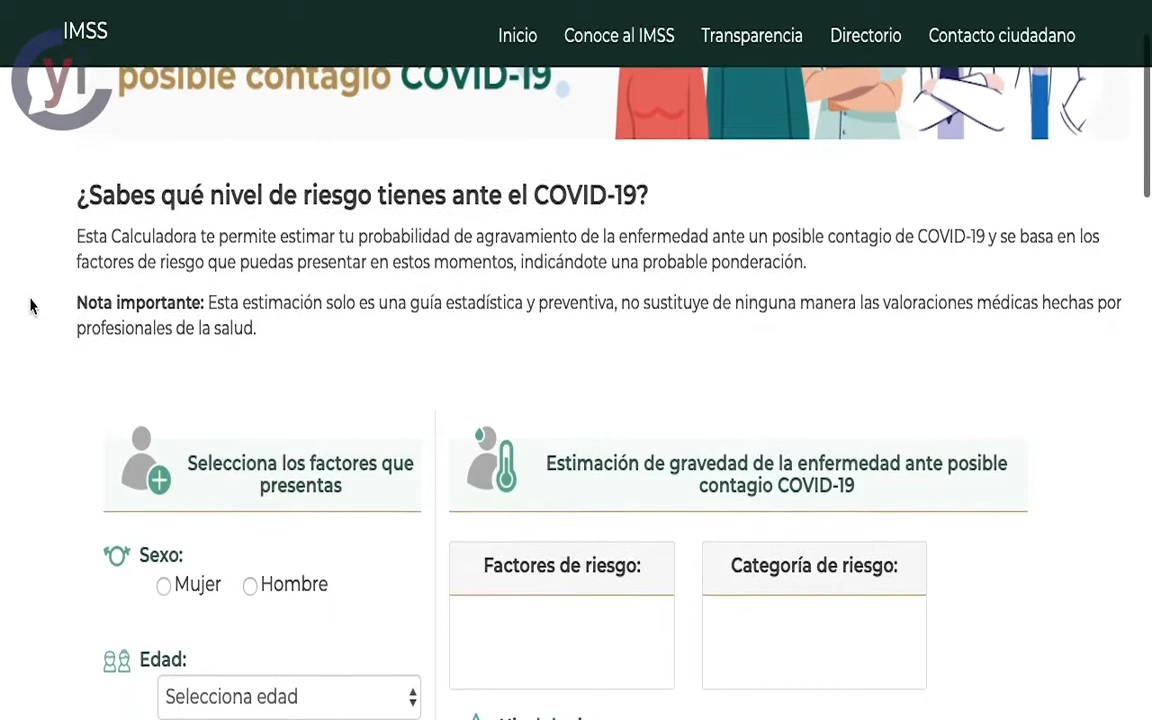 IMSS
Inicio
Conoce al IMSS
Transparencia
Directorio
Contacto ciudadano
yi
posible contagio COVID-19
¿Sabes qué nivel de riesgo tienes ante el COVID-19?
Esta Calculadora te permite estimar tu probabilidad de agravamiento de la enfermedad ante un posible contagio de COVID-19 y se basa en los
factores de riesgo que puedas presentar en estos momentos, indicándote una probable ponderación.
Nota importante: Esta estimación solo es una guía estadística y preventiva, no sustituye de ninguna manera las valoraciones médicas hechas por
profesionales de la salud.
Selecciona los factores que
presentas
Sexo:
Mujer
Hombre
Edad:
Selecciona edad
Estimación de gravedad de la enfermedad ante posible
contagio COVID-19
Factores de riesgo:
Categoría de riesgo: